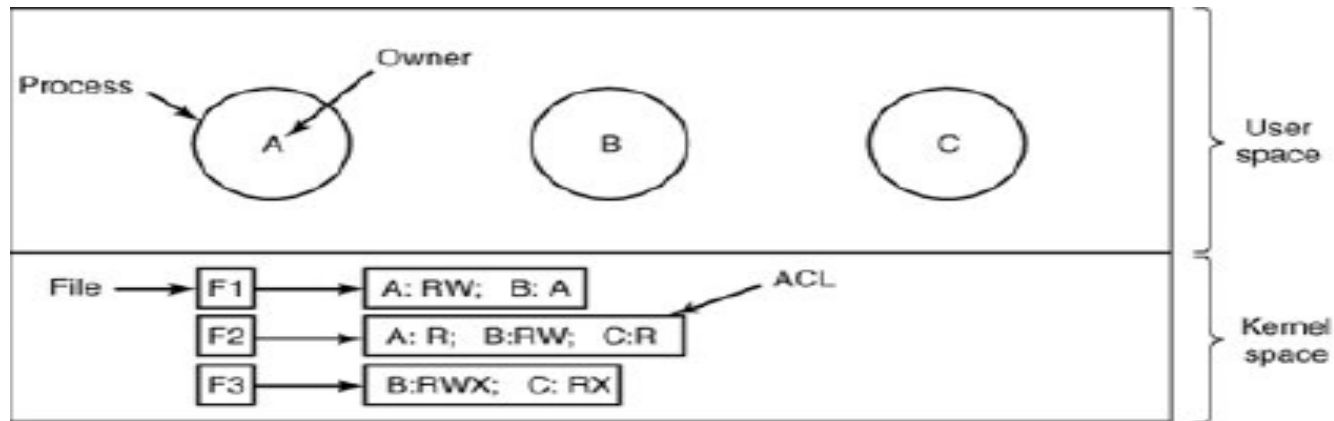 Owner
Process
A
B
C
User
space
File
F1
A: RW; B: A
ACL
F2
A: R; B:RW; C:R
F3
B:RWX; C: RX
Kernel
space